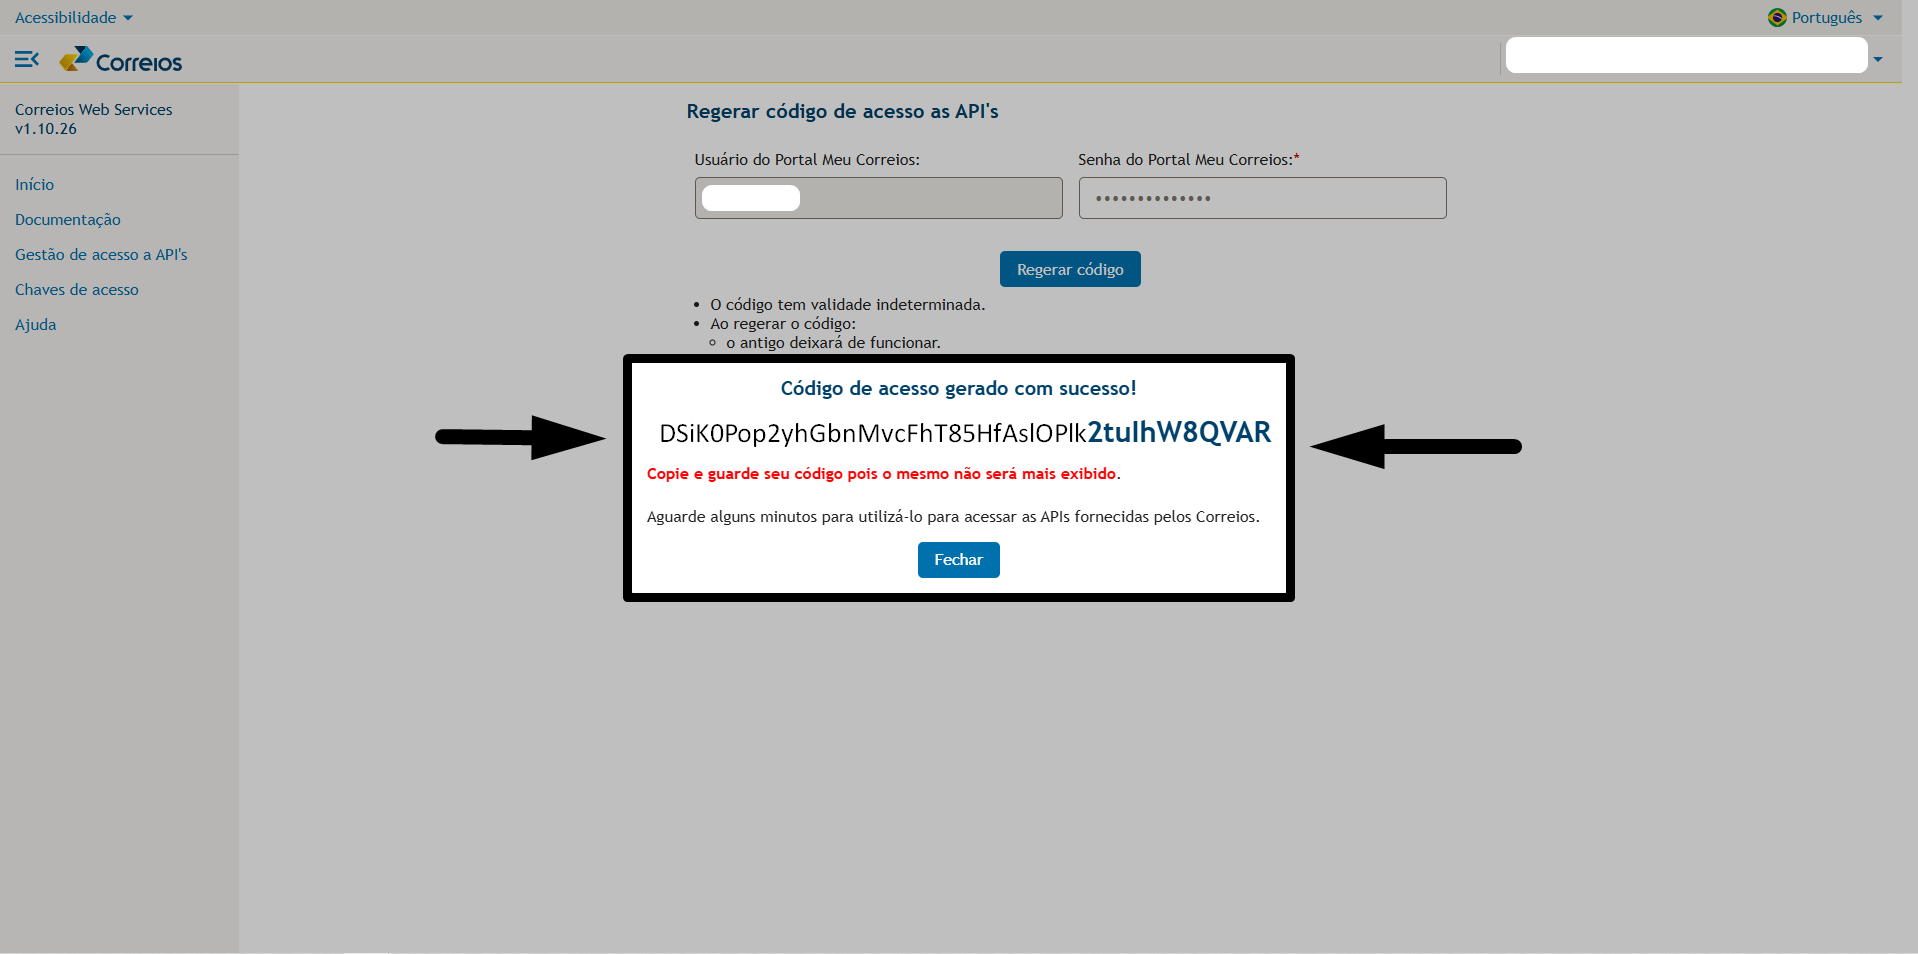 Acessibilidade
Português
Correios
Correios Web Services
v1.10.26
Início
Documentação
Gestão de acesso a API's
Chaves de acesso
Ajuda
Regerar código de acesso as API's
Usuário do Portal Meu Correios:
Senha do Portal Meu Correios:*
••••••••••••••
Regerar código
• O código tem validade indeterminada.
• Ao regerar o código:
o antigo deixará de funcionar.
Código de acesso gerado com sucesso!
DSiK0Pop2yhGbnMvcFhT85HfAslOPlk2tuIhW8QVAR
Copie e guarde seu código pois o mesmo não será mais exibido.
Aguarde alguns minutos para utilizá-lo para acessar as APIs fornecidas pelos Correios.
Fechar